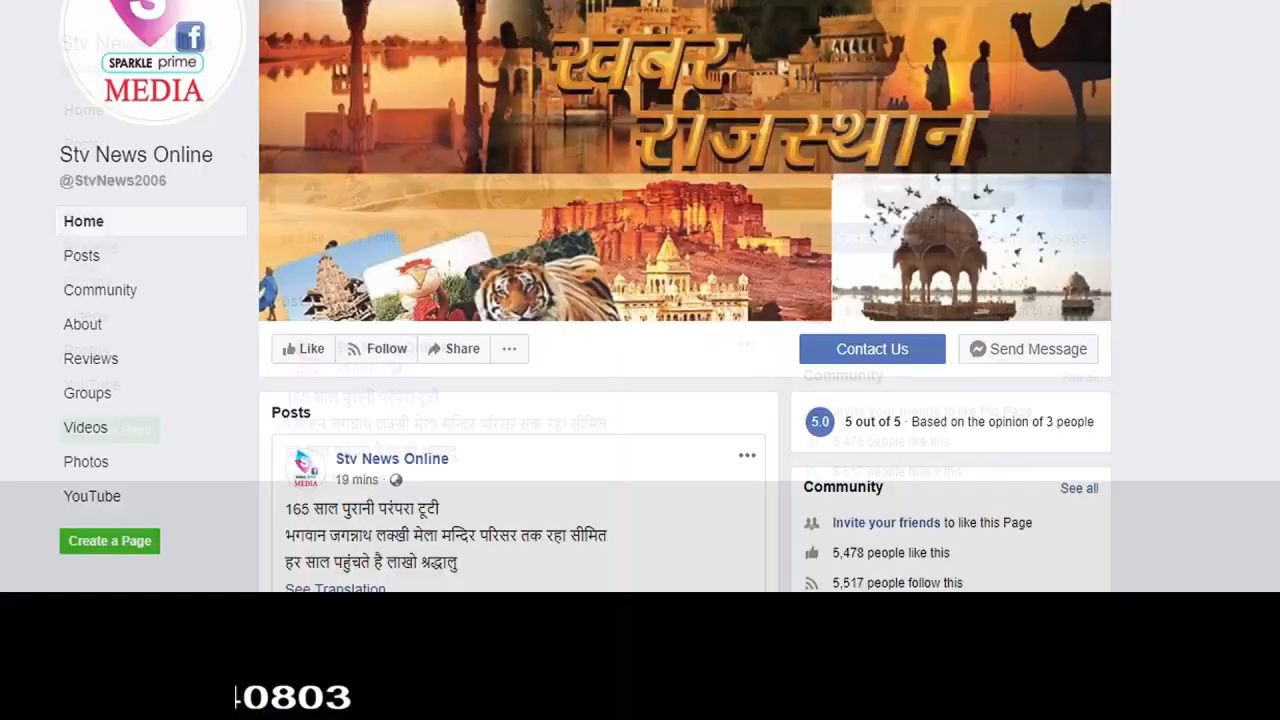 S
SPARKLE prime
MEDIA
Stv News Online
@StvNews2006
Home
Posts
Community
About
Reviews
Groups
Videos
Photos
YouTube
Create a Page
खबर
राजस्थान
Like
Follow
Share
Contact Us
Send Message
Posts
Stv News Online
19 mins
165 साल पुरानी परंपरा टूटी
भगवान जगन्नाथ लक्खी मेला मन्दिर परिसर तक रहा सीमित
हर साल पहुंचते है लाखो श्रद्धालु
See Translation
5.0
5 out of 5 · Based on the opinion of 3 people
Community
See all
Invite your friends to like this Page
5,478 people like this
5,517 people follow this
0803